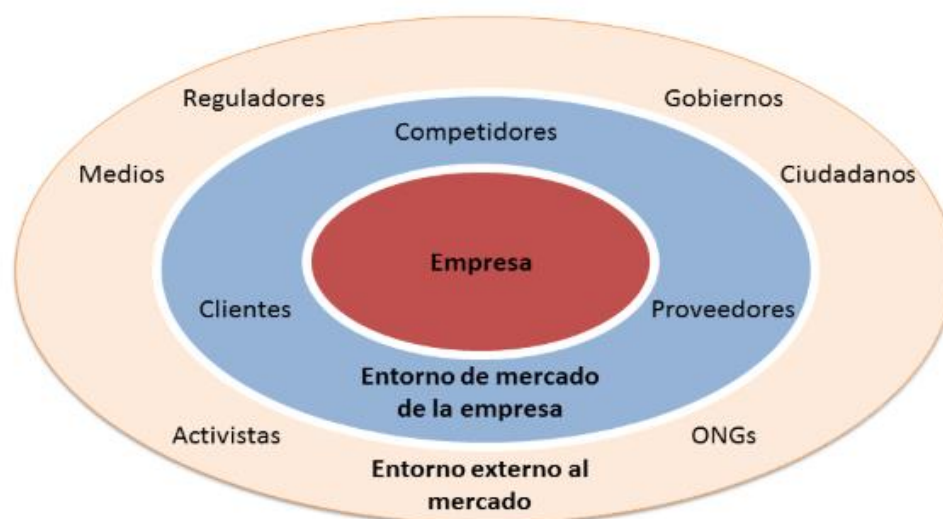 Reguladores
Gobiernos
Competidores
Medios
Ciudadanos
Empresa
Clientes
Proveedores
Entorno de mercado
de la empresa
Activistas
ONGs
Entorno externo al
mercado